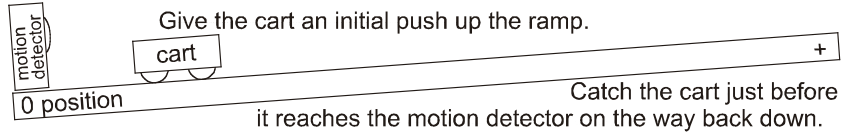 Give the cart an initial push up the ramp.
motion
detector
cart
+
0 position
Catch the cart just before
it reaches the motion detector on the way back down.